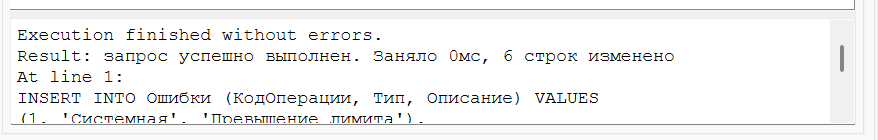 Execution finished without errors.
Result: запрос успешно выполнен. Заняло 0мс, 6 строк изменено
At line 1:
INSERT INTO Ошибки (КодОперации, Тип, Описание) VALUES
(1, 'Системная', 'Превышение лимита'),